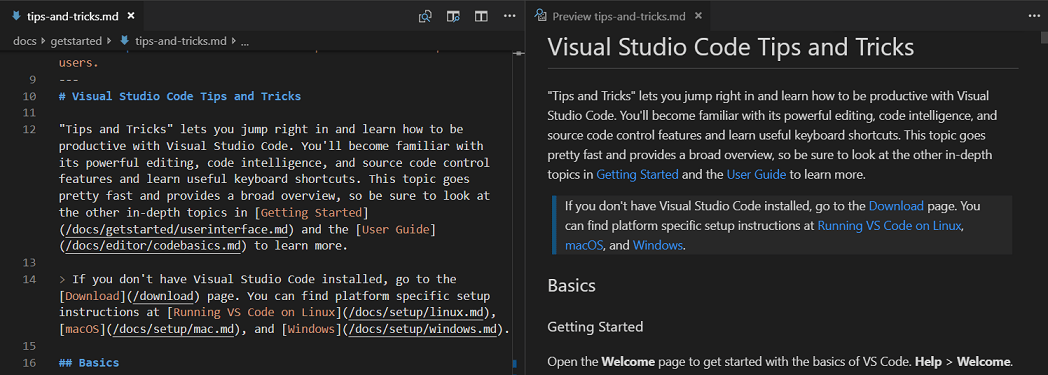 tips-and-tricks.md ×
docs > getstarted > tips-and-tricks.md > ...
users.
9 ---
10 # Visual Studio Code Tips and Tricks
11
12 "Tips and Tricks" lets you jump right in and learn how to be
productive with Visual Studio Code. You'll become familiar with
its powerful editing, code intelligence, and source code control
features and learn useful keyboard shortcuts. This topic goes
pretty fast and provides a broad overview, so be sure to look at
the other in-depth topics in [Getting Started]
(/docs/getstarted/userinterface.md) and the [User Guide]
(/docs/editor/codebasics.md) to learn more.
13
14 > If you don't have Visual Studio Code installed, go to the
[Download](/download) page. You can find platform specific setup
instructions at [Running VS Code on Linux](/docs/setup/linux.md),
[macOS](/docs/setup/mac.md), and [Windows](/docs/setup/windows.md).
15
16 ## Basics
Preview tips-and-tricks.md ×
Visual Studio Code Tips and Tricks
"Tips and Tricks" lets you jump right in and learn how to be productive with Visual
Studio Code. You'll become familiar with its powerful editing, code intelligence, and
source code control features and learn useful keyboard shortcuts. This topic goes
pretty fast and provides a broad overview, so be sure to look at the other in-depth
topics in Getting Started and the User Guide to learn more.
If you don't have Visual Studio Code installed, go to the Download page. You
can find platform specific setup instructions at Running VS Code on Linux,
macOS, and Windows.
Basics
Getting Started
Open the Welcome page to get started with the basics of VS Code. Help > Welcome.